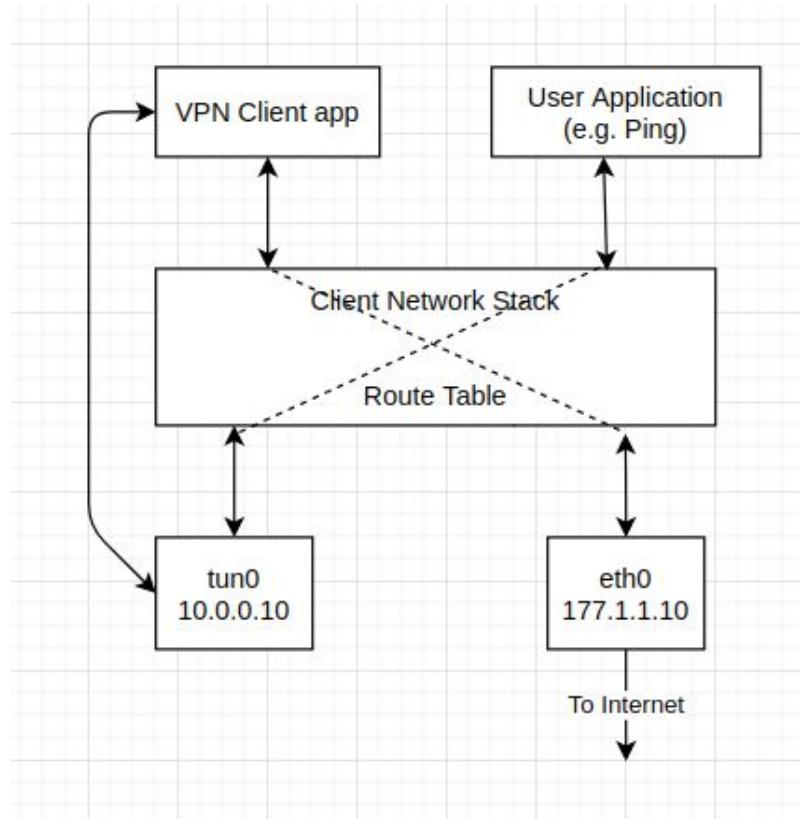 VPN Client app
User Application
(e.g. Ping)
Client Network Stack
Route Table
tun0
10.0.0.10
eth0
177.1.1.10
To Internet